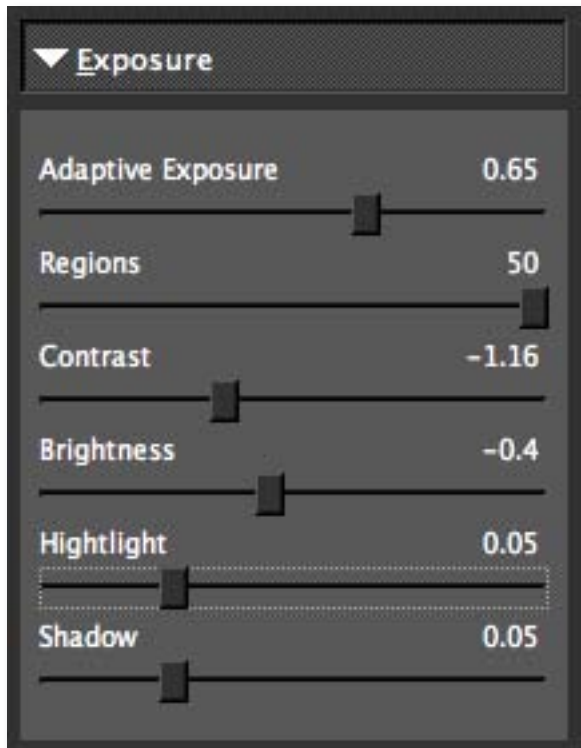 Exposure
Adaptive Exposure 0.65
Regions 50
Contrast -1.16
Brightness -0.4
Hightlight 0.05
Shadow 0.05